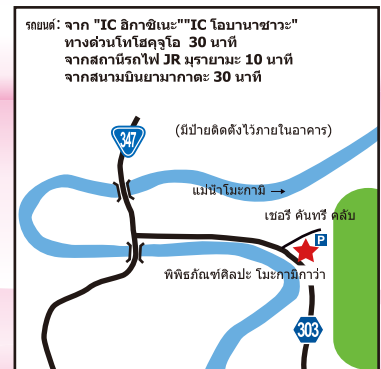 รถยนต์: จาก "IC ฮิกาชิเนะ""IC โอบานาซาวะ"
ทางด่วนโทโฮคุจูโอ 30 นาที
จากสถานีรถไฟ JR มุรายามะ 10 นาที
จากสนามบินยามากาตะ 30 นาที
347
(มีป้ายติดตั้งไว้ภายในอาคาร)
แม่น้ำโมะกามิ →
เชอรี คันทรี คลับ
P
พิพิธภัณฑ์ศิลปะ โมะกามิกาว่า
303